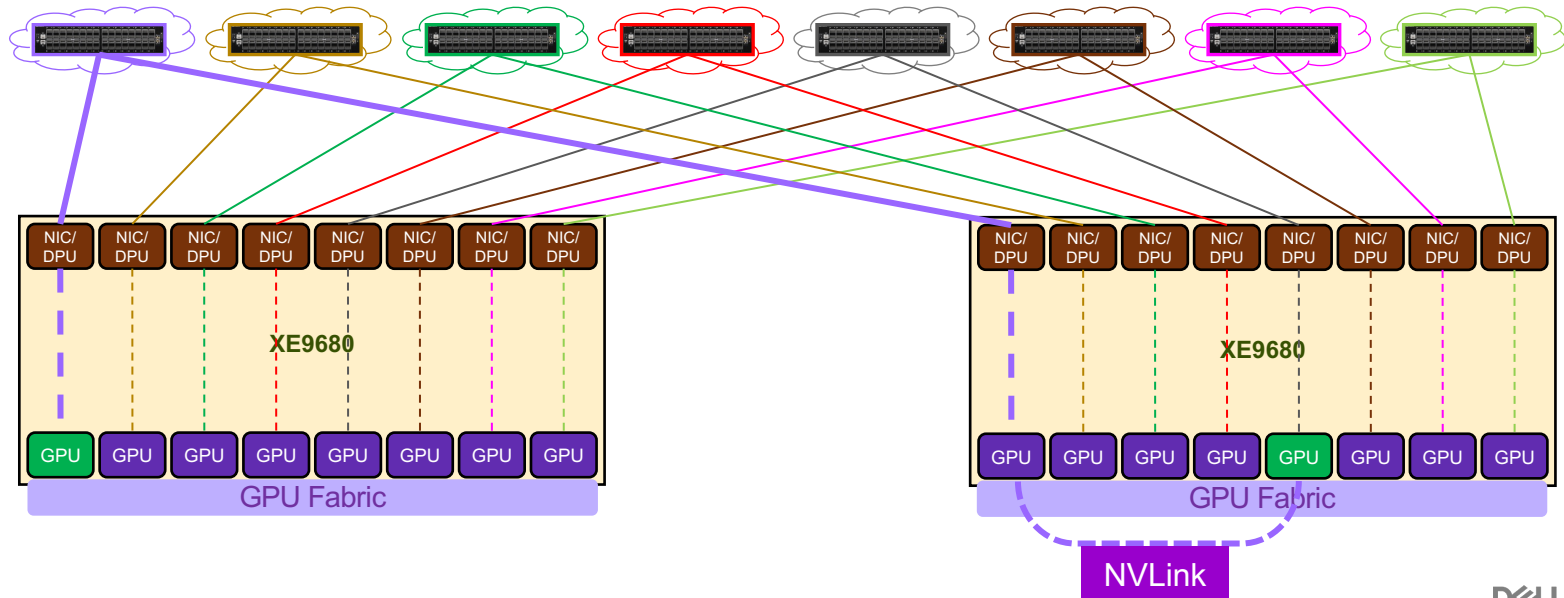 NIC/
DPU
NIC/
DPU
NIC/
DPU
NIC/
DPU
NIC/
DPU
NIC/
DPU
NIC/
DPU
NIC/
DPU
XE9680
GPU
GPU
GPU
GPU
GPU
GPU
GPU
GPU
GPU Fabric
NIC/
DPU
NIC/
DPU
NIC/
DPU
NIC/
DPU
NIC/
DPU
NIC/
DPU
NIC/
DPU
NIC/
DPU
XE9680
GPU
GPU
GPU
GPU
GPU
GPU
GPU
GPU
GPU Fabric
NVLink